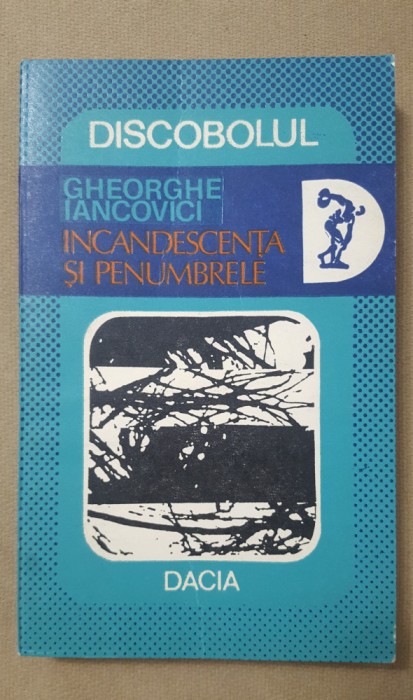 DISCOBOLUL
GHEORGHE
IANCOVICI
INCANDESCENȚA
ȘI PENUMBRELE
D
DACIA